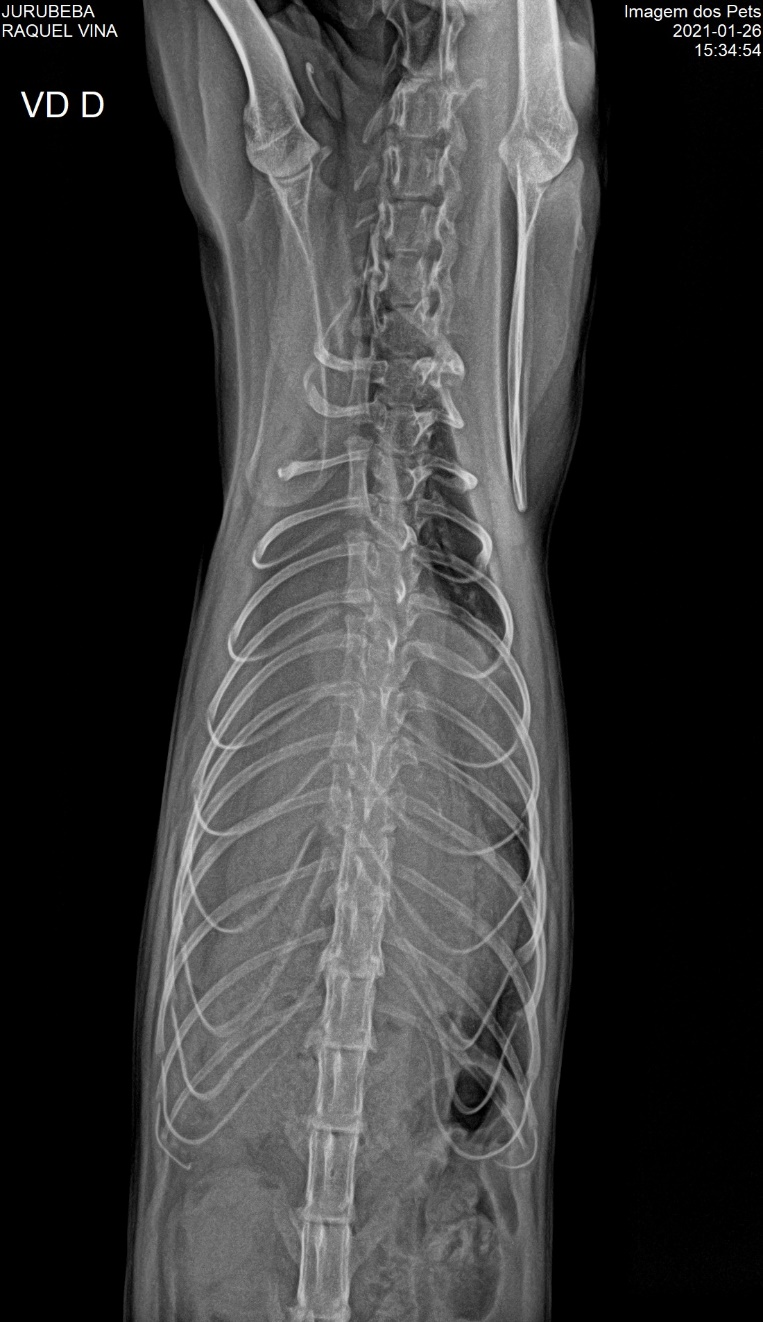 JURUBEBA
RAQUEL VINA
Imagem dos Pets
2021-01-26
15:34:54
VD D